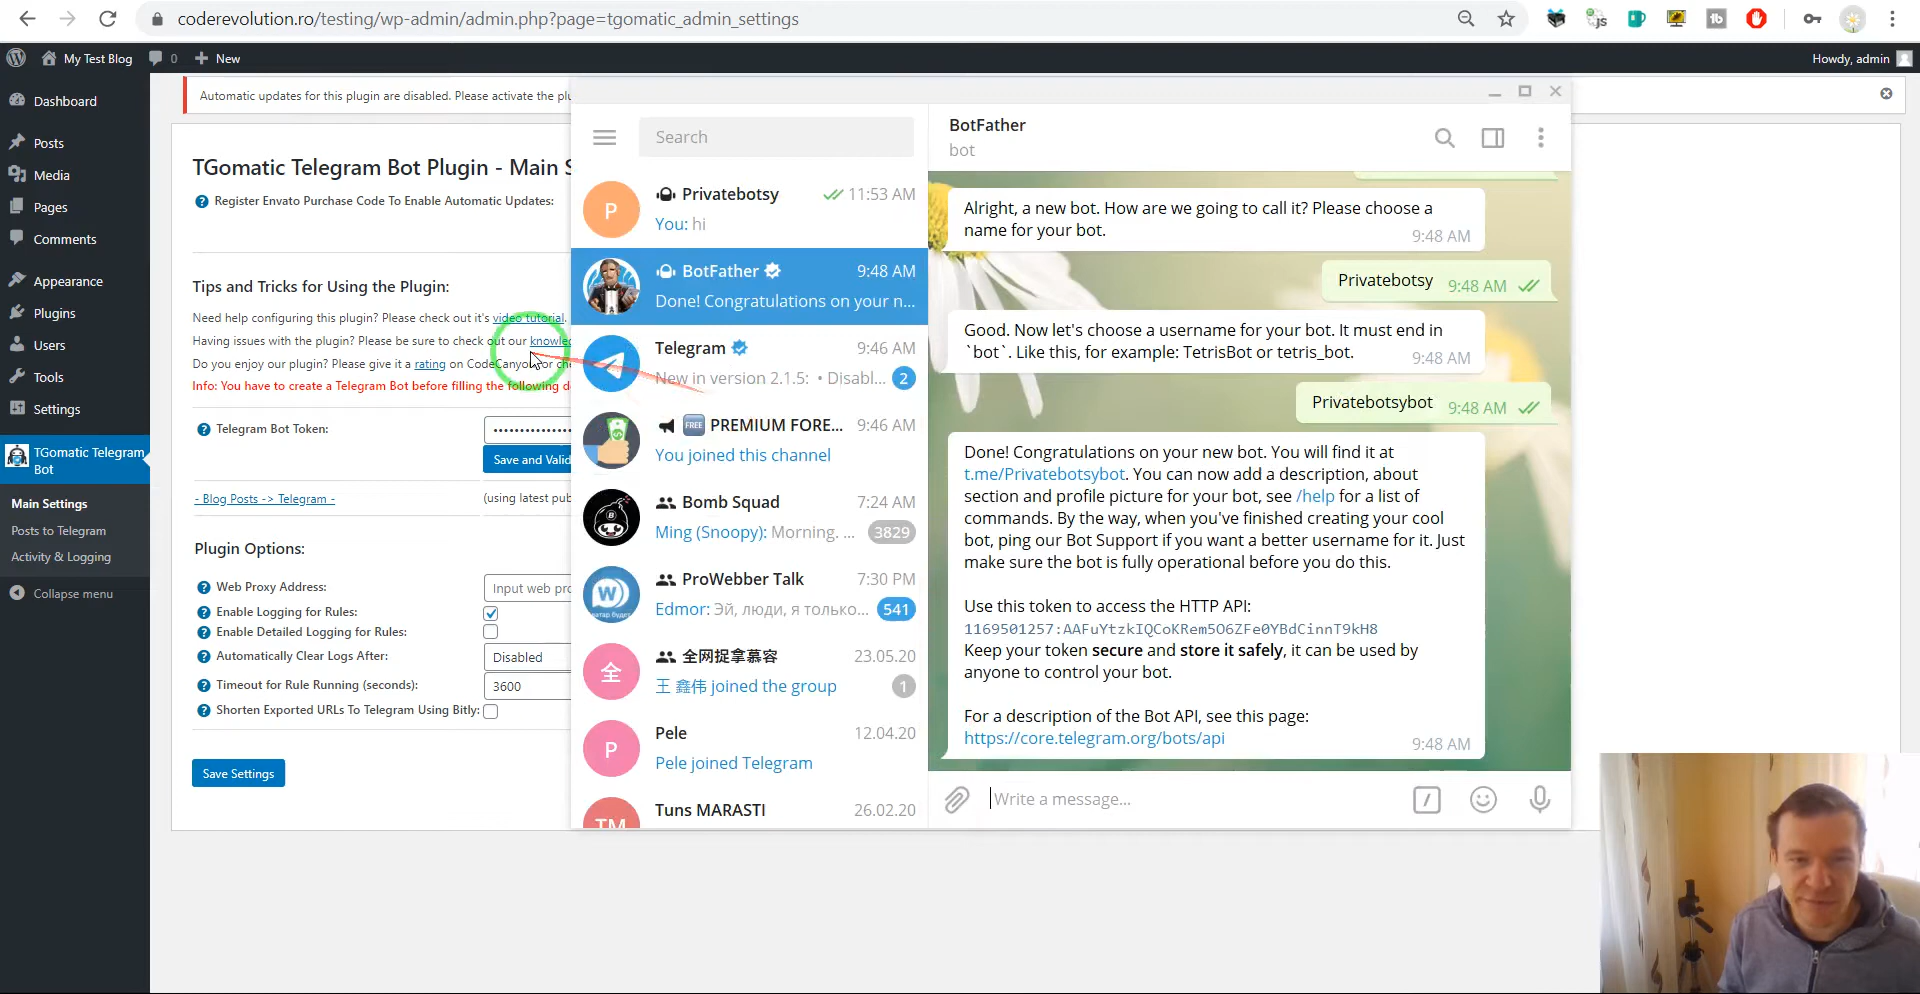 coderevolution.ro/testing/wp-admin/admin.php?page=tgomatic_admin_settings
My Test Blog
0
New
Howdy, admin
Dashboard
Posts
Media
Pages
Comments
Appearance
Plugins
Users
Tools
Settings
TGomatic Telegram
Bot
Main Settings
Posts to Telegram
Activity & Logging
Collapse menu
Automatic updates for this plugin are disabled. Please activate the
TGomatic Telegram Bot Plugin - Main S
Register Envato Purchase Code To Enable Automatic Updates:
Tips and Tricks for Using the Plugin:
Need help configuring this plugin? Please check out it's video tutorial.
Having issues with the plugin? Please be sure to check out our
Do you enjoy our plugin? Please give it a rating on CodeCanyon or
Info: You have to create a Telegram Bot before filling the following
Telegram Bot Token:
Save and Valid
- Blog Posts -> Telegram -
(using latest
Plugin Options:
Web Proxy Address:
Input web
Enable Logging for Rules:
Enable Detailed Logging for Rules:
Automatically Clear Logs After:
Disabled
Timeout for Rule Running (seconds):
3600
Shorten Exported URLs To Telegram Using Bitly:
Save Settings
Search
P
Privatebotsy
11:53 AM
You: hi
BotFather
9:48 AM
Done! Congratulations on your n...
Telegram
9:46 AM
New in version 2.1.5: • Disabl...
2
FREE PREMIUM FORE...
9:46 AM
You joined this channel
Bomb Squad
7:24 AM
Ming (Snoopy): Morning. ...
3829
ProWebber Talk
7:30 PM
Edmor: Эй, люди, я только...
541
全
全网捉拿慕容
23.05.20
王 鑫伟 joined the group
1
P
Pele
12.04.20
Pele joined Telegram
TM
Tuns MARASTI
26.02.20
BotFather
bot
Alright, a new bot. How are we going to call it? Please choose a
name for your bot.
9:48 AM
Privatebotsy
9:48 AM
Good. Now let's choose a username for your bot. It must end in
`bot`. Like this, for example: TetrisBot or tetris_bot.
9:48 AM
Privatebotsybot
9:48 AM
Done! Congratulations on your new bot. You will find it at
t.me/Privatebotsybot. You can now add a description, about
section and profile picture for your bot, see /help for a list of
commands. By the way, when you've finished creating your cool
bot, ping our Bot Support if you want a better username for it. Just
make sure the bot is fully operational before you do this.
Use this token to access the HTTP API:
1169501257:AAFuYtzkIQCoKRem5O6ZFe0YBdCinnT9kH8
Keep your token secure and store it safely, it can be used by
anyone to control your bot.
For a description of the Bot API, see this page:
https://core.telegram.org/bots/api
9:48 AM
Write a message...